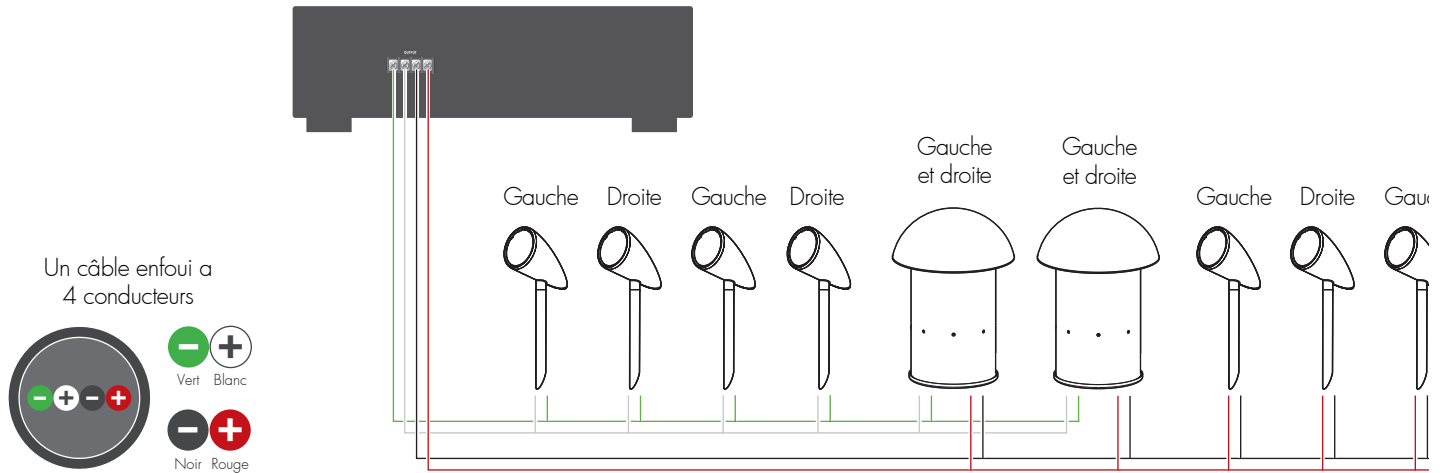 OUTPUT
Gauche
et droite
Gauche
et droite
Gauche
Droite
Gauche
Droite
Gauche
Droite
Un câble enfoui a
4 conducteurs
Vert
Blanc
Noir
Rouge